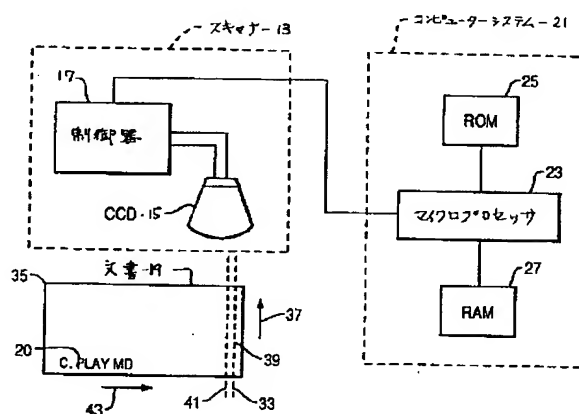 スキャナー13
コンピューターシステム-21
17
制御器
CCD-15
25
ROM
23
マイクロプロセッサ
27
RAM
文書-19
35
37
39
20
C. PLAY MD
43
41
33